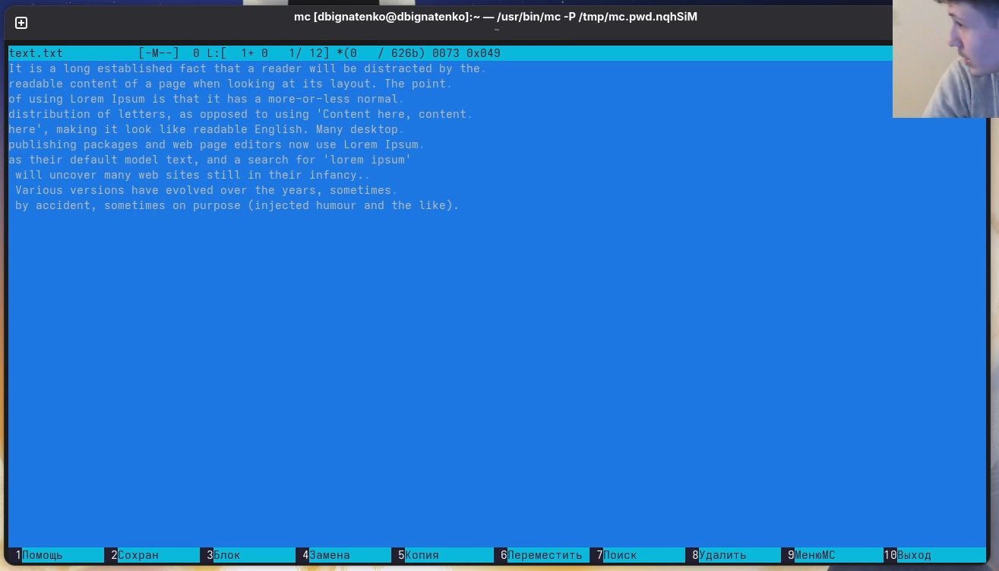 mc [dbignatenko@dbignatenko]:~ — /usr/bin/mc -P /tmp/mc.pwd.nqhSiM
~
text.txt [-M--] 0 L:[ 1+ 0 1/ 12] *(0 / 626b) 0073 0x049
It is a long established fact that a reader will be distracted by the.
readable content of a page when looking at its layout. The point.
of using Lorem Ipsum is that it has a more-or-less normal.
distribution of letters, as opposed to using 'Content here, content.
here', making it look like readable English. Many desktop.
publishing packages and web page editors now use Lorem Ipsum.
as their default model text, and a search for 'lorem ipsum'
will uncover many web sites still in their infancy..
Various versions have evolved over the years, sometimes.
by accident, sometimes on purpose (injected humour and the like).
1Помощь 2Сохран 3Блок 4Замена 5Копия 6Переместить 7Поиск 8Удалить 9МенюMC 10Выход